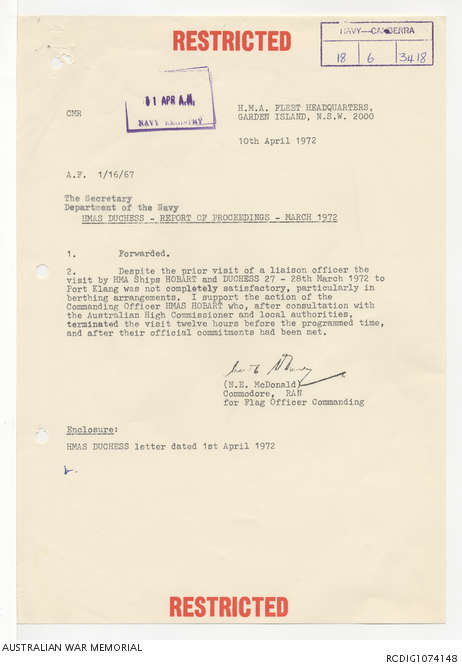 RESTRICTED
NAVY—CANBERRA
18 6 3418
CMR
APR A.M.
NAVY REGISTRY
H.M.A. FLEET HEADQUARTERS,
GARDEN ISLAND, N.S.W. 2000
10th April 1972
A.F. 1/16/67
The Secretary
Department of the Navy
HMAS DUCHESS - REPORT OF PROCEEDINGS - MARCH 1972
1. Forwarded.
2. Despite the prior visit of a liaison officer the
visit by HMA Ships HOBART and DUCHESS 27 - 28th March 1972 to
Port Klang was not completely satisfactory, particularly in
berthing arrangements. I support the action of the
Commanding Officer HMAS HOBART who, after consultation with
the Australian High Commissioner and local authorities,
terminated the visit twelve hours before the programmed time,
and after their official commitments had been met.
(N.E. McDonald)
Commodore, RAN
for Flag Officer Commanding
Enclosure:
HMAS DUCHESS letter dated 1st April 1972
RESTRICTED
AUSTRALIAN WAR MEMORIAL
RCDIG1074148